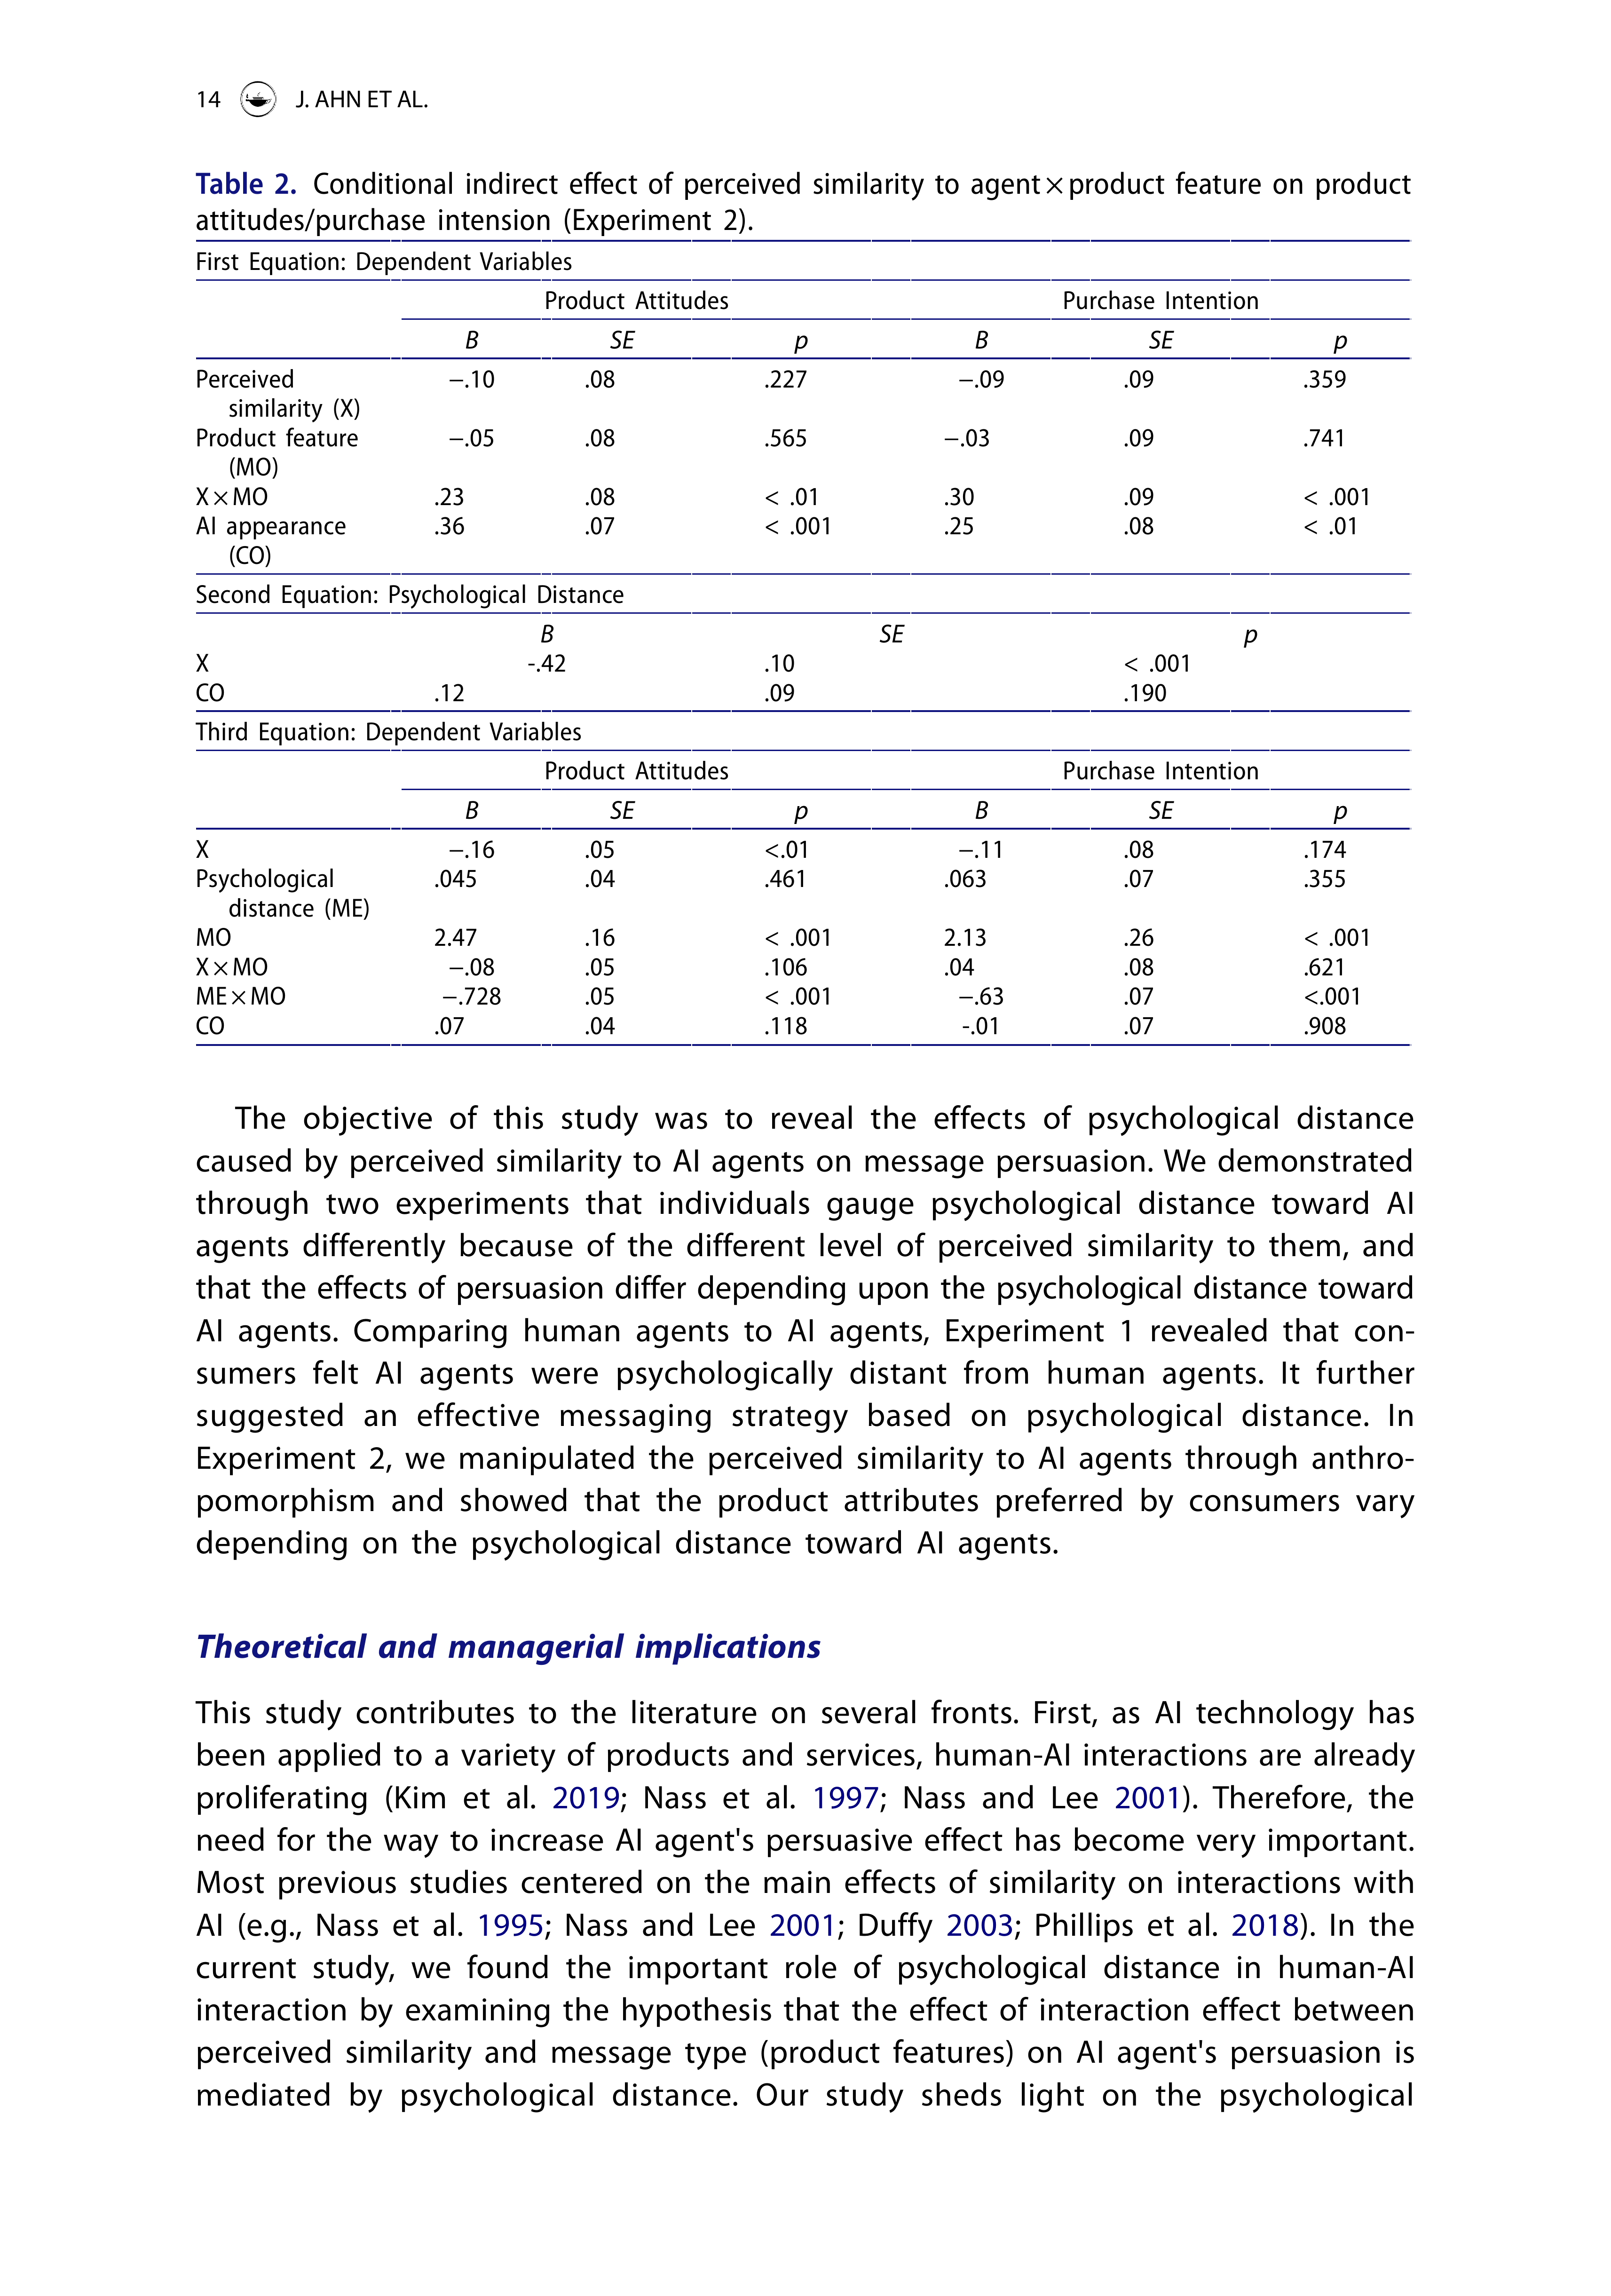 14 J. AHN ET AL.
Table 2. Conditional indirect effect of perceived similarity to agent × product feature on product
attitudes/purchase intension (Experiment 2).
First Equation: Dependent Variables
Product Attitudes Purchase Intention
B SE p B SE p
Perceived −.10 .08 .227 −.09 .09 .359
similarity (X)
Product feature −.05 .08 .565 −.03 .09 .741
(MO)
X × MO .23 .08 < .01 .30 .09 < .001
AI appearance .36 .07 < .001 .25 .08 < .01
(CO)
Second Equation: Psychological Distance
B SE p
X -.42 .10 < .001
CO .12 .09 .190
Third Equation: Dependent Variables
Product Attitudes Purchase Intention
B SE p B SE p
X −.16 .05 <.01 −.11 .08 .174
Psychological .045 .04 .461 .063 .07 .355
distance (ME)
MO 2.47 .16 < .001 2.13 .26 < .001
X × MO −.08 .05 .106 .04 .08 .621
ME × MO −.728 .05 < .001 −.63 .07 <.001
CO .07 .04 .118 -.01 .07 .908
The objective of this study was to reveal the effects of psychological distance
caused by perceived similarity to AI agents on message persuasion. We demonstrated
through two experiments that individuals gauge psychological distance toward AI
agents differently because of the different level of perceived similarity to them, and
that the effects of persuasion differ depending upon the psychological distance toward
AI agents. Comparing human agents to AI agents, Experiment 1 revealed that con-
sumers felt AI agents were psychologically distant from human agents. It further
suggested an effective messaging strategy based on psychological distance. In
Experiment 2, we manipulated the perceived similarity to AI agents through anthro-
pomorphism and showed that the product attributes preferred by consumers vary
depending on the psychological distance toward AI agents.
Theoretical and managerial implications
This study contributes to the literature on several fronts. First, as AI technology has
been applied to a variety of products and services, human-AI interactions are already
proliferating (Kim et al. 2019; Nass et al. 1997; Nass and Lee 2001). Therefore, the
need for the way to increase AI agent's persuasive effect has become very important.
Most previous studies centered on the main effects of similarity on interactions with
AI (e.g., Nass et al. 1995; Nass and Lee 2001; Duffy 2003; Phillips et al. 2018). In the
current study, we found the important role of psychological distance in human-AI
interaction by examining the hypothesis that the effect of interaction effect between
perceived similarity and message type (product features) on AI agent's persuasion is
mediated by psychological distance. Our study sheds light on the psychological